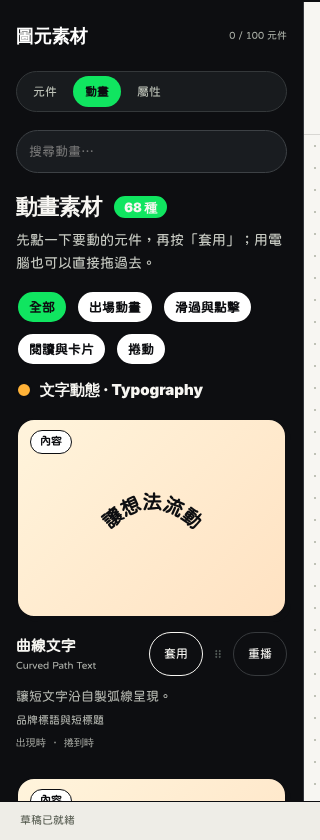 圖元素材
0 / 100 元件
元件 動畫 屬性
搜尋動畫…
動畫素材 68 種
先點一下要動的元件，再按「套用」；用電
腦也可以直接拖過去。
全部 出場動畫 滑過與點擊
閱讀與卡片 捲動
文字動態 · Typography
內容
讓想法流動
曲線文字
Curved Path Text
套用 重播
讓短文字沿自製弧線呈現。
品牌標語與短標題
出現時 · 捲到時
內容
草稿已就緒